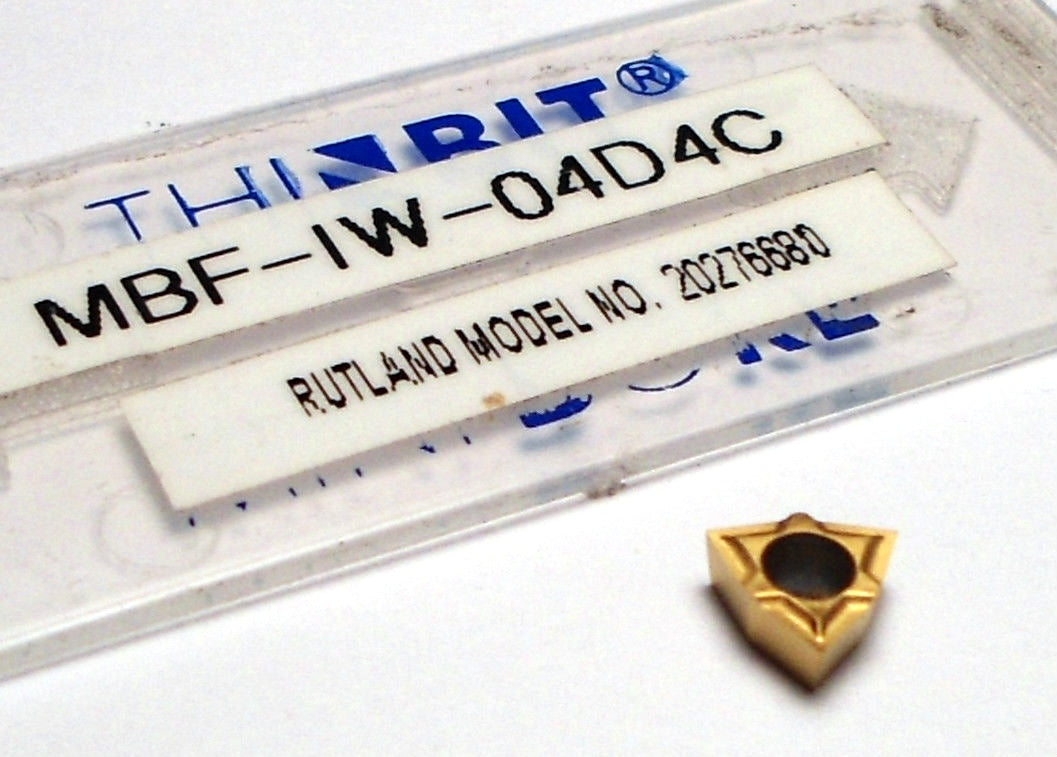 THINBIT®
MBF-IW-04D4C
RUTLAND MODEL NO. 20276680